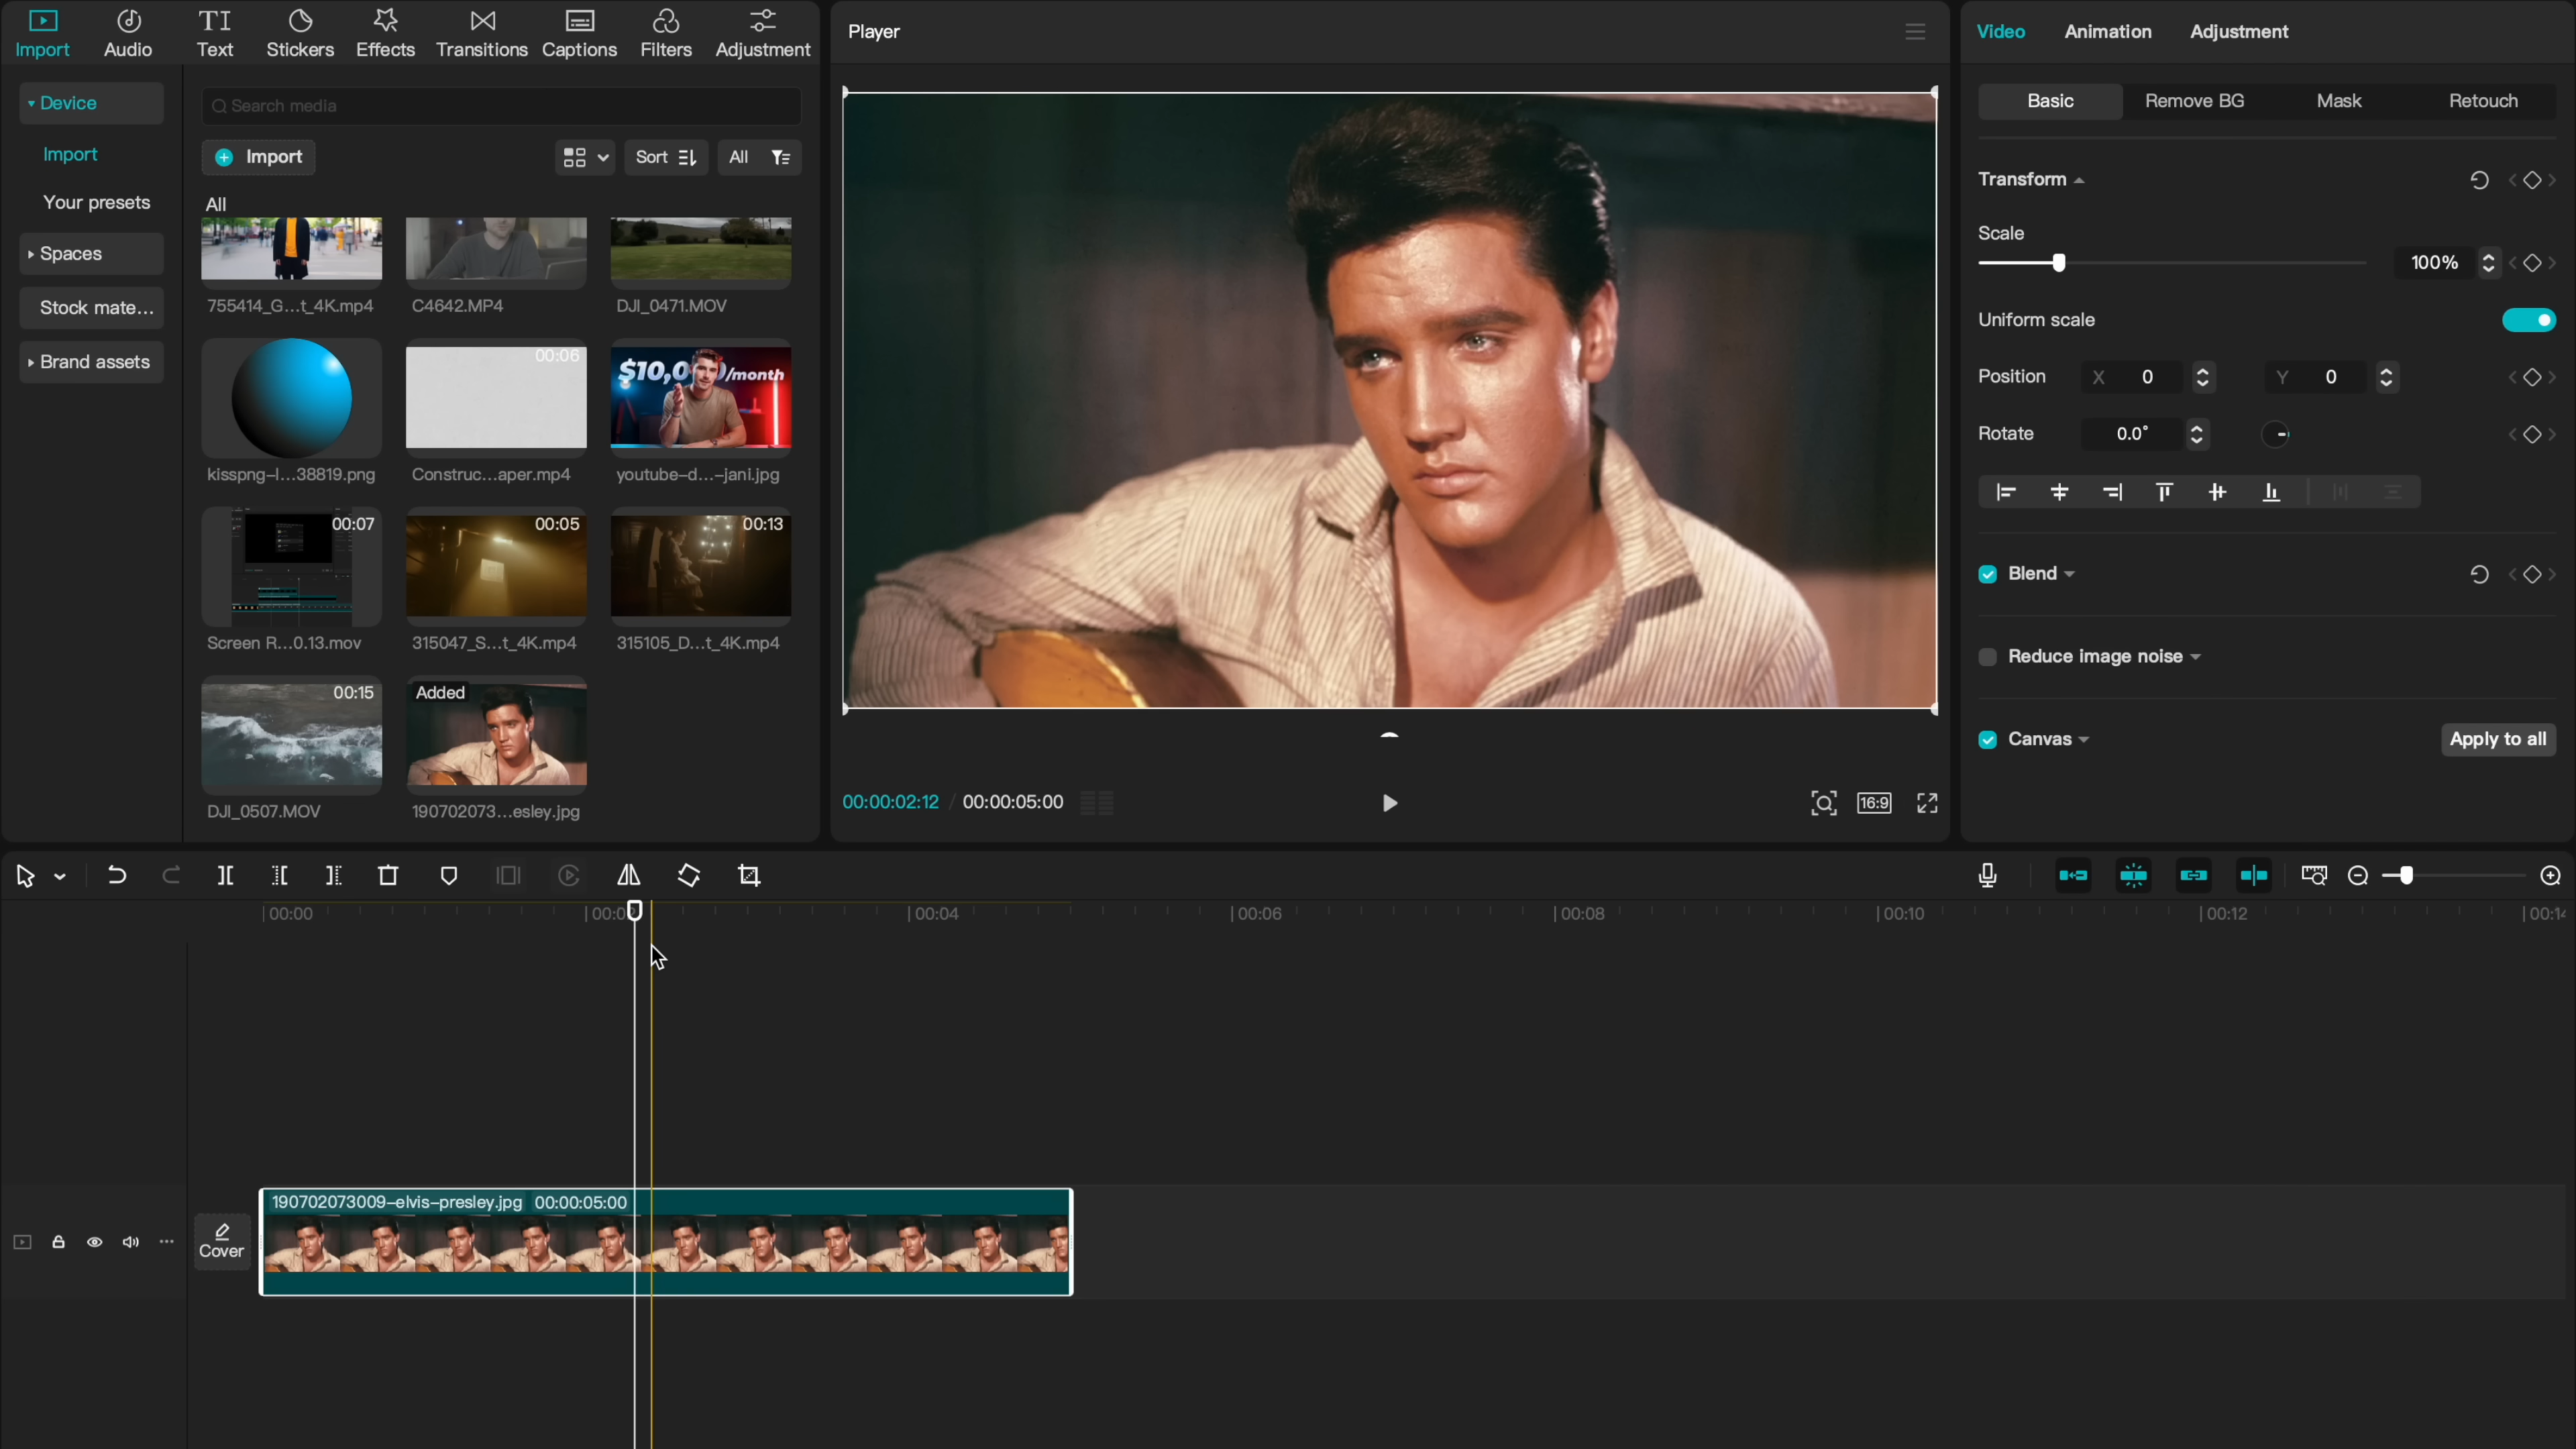 Import
Audio
Text
Stickers
Effects
Transitions
Captions
Filters
Adjustment
Device
Import
Your presets
Spaces
Stock mate...
Brand assets
Search media
Import
Sort
All
All
755414_G...t_4K.mp4
C4642.MP4
DJI_0471.MOV
00:06
$10,0 0/month
kisspng-l...38819.png
Construc...aper.mp4
youtube-d...-jani.jpg
00:07
00:05
00:13
Screen R...0.13.mov
315047_S...t_4K.mp4
315105_D...t_4K.mp4
00:15
Added
DJI_0507.MOV
190702073...esley.jpg
Player
00:00:02:12 / 00:00:05:00
16:9
Video
Animation
Adjustment
Basic
Remove BG
Mask
Retouch
Transform
Scale
100%
Uniform scale
Position X 0 Y 0
Rotate 0.0°
Blend
Reduce image noise
Canvas
Apply to all
00:00
00:0
00:04
00:06
00:08
00:10
00:12
00:14
190702073009-elvis-presley.jpg 00:00:05:00
Cover